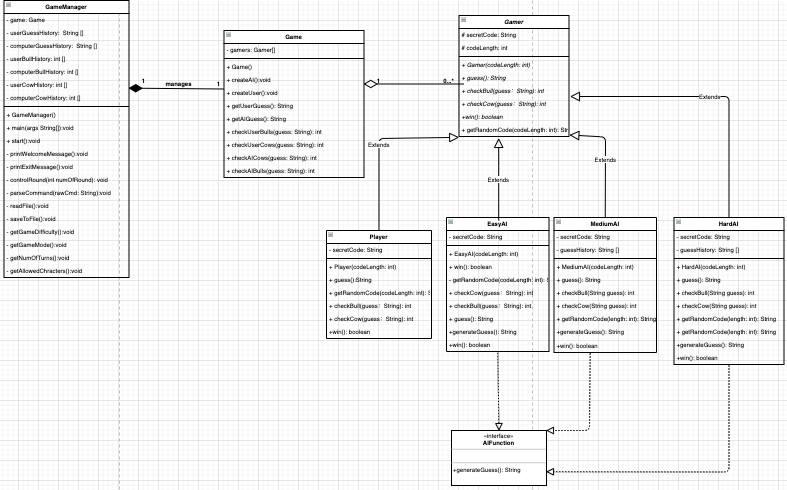 GameManager
- game: Game
- userGuessHistory:  String []
- computerGuessHistory:  String []
- userBullHistory: int []
- computerBullHistory: int []
- userCowHistory: int []
- computerCowHistory: int []
+ GameManager()
+ main(args String[]):void
+ start():void
- printWelcomeMessage():void
- printExitMessage():void
- controlRound(int numOfRound): void
- parseCommand(rawCmd: String):void
- readFile():void
- saveToFile():void
- getGameDifficulty():void
- getGameMode():void
- getNumOfTurns():void
- getAllowedChracters():void
1
manages
1
Game
- gamers: Gamer[]
+ Game()
+ createAI():void
+ createUser():void
+ getUserGuess(): String
+ getAIGuess(): String
+ checkUserBulls(guess: String): int
+ checkUserCows(guess: String): int
+ checkAICows(guess: String): int
+ checkAIBulls(guess: String): int
1
0..*
Gamer
# secretCode: String
# codeLength: int
+ Gamer(codeLength: int)
+ guess(): String
+ checkBull(guess：String): int
+ checkCow(guess：String): int
+win(): boolean
+ getRandomCode(codeLength: int): Str
Extends
Extends
Extends
Extends
Player
- secretCode: String
+ Player(codeLength: int)
+ guess():String
+ getRandomCode(codeLength: int): S
+ checkBull(guess：String): int
+ checkCow(guess：String): int
+win(): boolean
EasyAI
- secretCode: String
+ EasyAI(codeLength: int)
+ win(): boolean
- getRandomCode(codeLength: int): S
+ checkCow(guess：String): int
+ checkBull(guess：String): int
+ guess(): String
+generateGuess(): String
+win(): boolean
MediumAI
- secretCode: String
- guessHistory: String []
+ MediumAI(codeLength: int)
+ guess(): String
+ checkBull(String guess): int
+ checkCow(String guess): int
+ getRandomCode(length: int): String
+generateGuess(): String
+win(): boolean
HardAI
- secretCode: String
- guessHistory: String []
+ HardAI(codeLength: int)
+ guess(): String
+ checkBull(String guess): int
+ checkCow(String guess): int
+ getRandomCode(length: int): String
+ getRandomCode(length: int): String
+generateGuess(): String
+win(): boolean
«interface»
AIFunction
+generateGuess(): String